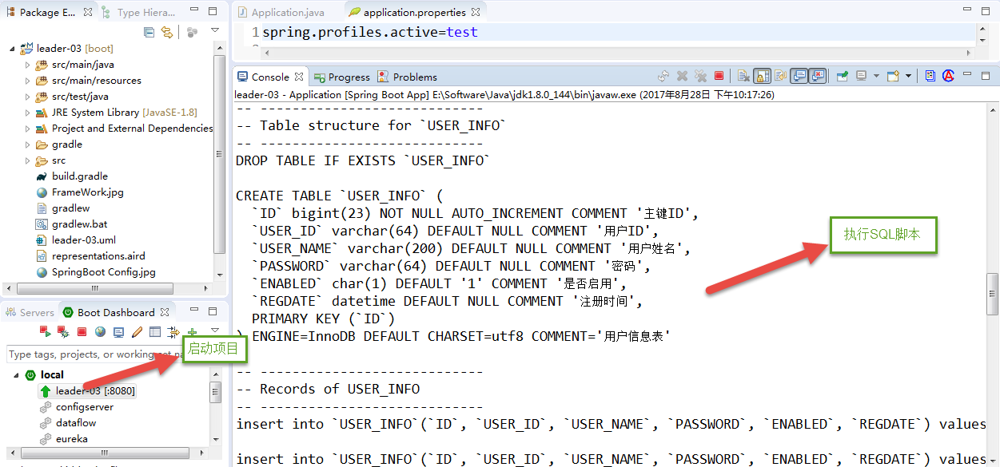 Package E...
Type Hierar...
leader-03 [boot]
src/main/java
src/main/resources
src/test/java
JRE System Library [JavaSE-1.8]
Project and External Dependencies
gradle
src
build.gradle
FrameWork.jpg
gradlew
gradlew.bat
leader-03.uml
representations.aird
SpringBoot Config.jpg
Servers
Boot Dashboard
Type tags, projects, or working set na
启动项目
local
leader-03 [:8080]
configserver
dataflow
eureka
Application.java
application.properties
1 spring.profiles.active=test
Console
Progress
Problems
leader-03 - Application [Spring Boot App] E:\Software\Java\jdk1.8.0_144\bin\javaw.exe (2017年8月28日 下午10:17:26)
-- ----------------------------
-- Table structure for `USER_INFO`
-- ----------------------------
DROP TABLE IF EXISTS `USER_INFO`
CREATE TABLE `USER_INFO` (
`ID` bigint(23) NOT NULL AUTO_INCREMENT COMMENT '主键ID',
`USER_ID` varchar(64) DEFAULT NULL COMMENT '用户ID',
`USER_NAME` varchar(200) DEFAULT NULL COMMENT '用户姓名',
`PASSWORD` varchar(64) DEFAULT NULL COMMENT '密码',
`ENABLED` char(1) DEFAULT '1' COMMENT '是否启用',
`REGDATE` datetime DEFAULT NULL COMMENT '注册时间',
PRIMARY KEY (`ID`)
) ENGINE=InnoDB DEFAULT CHARSET=utf8 COMMENT='用户信息表'
-- ----------------------------
-- Records of USER_INFO
-- ----------------------------
insert into `USER_INFO`(`ID`, `USER_ID`, `USER_NAME`, `PASSWORD`, `ENABLED`, `REGDATE`) values
insert into `USER_INFO`(`ID`, `USER_ID`, `USER_NAME`, `PASSWORD`, `ENABLED`, `REGDATE`) values
执行SQL脚本